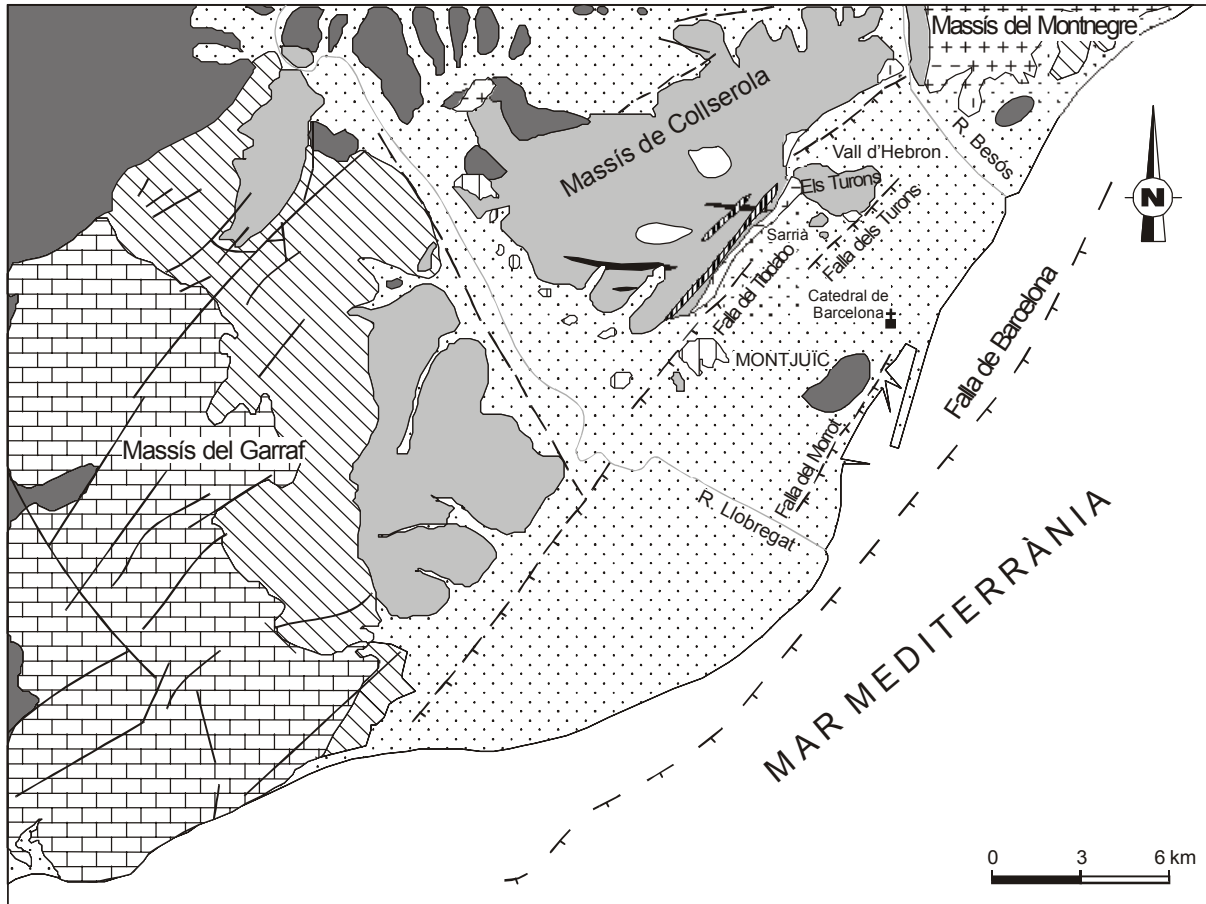 Massís del Montnegre
Massís de Collserola
R. Besós
Vall d'Hebron
Els Turons
N
Sarrià
Falla del Tibidabo
Falla dels Turons
Catedral de
Barcelona
MONTJUÏC
Falla de Barcelona
Massís del Garraf
Falla del Morrot
R. Llobregat
MAR MEDITERRÀNIA
0 3 6 km